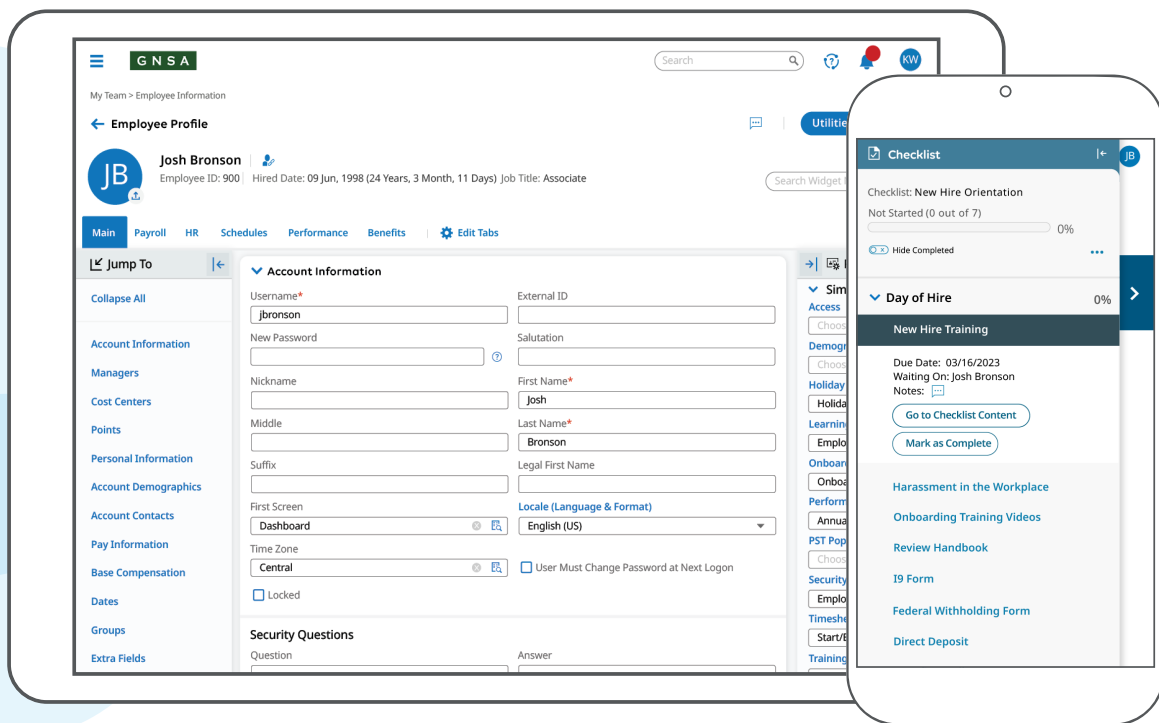 GNSA
Search
KW
My Team > Employee Information
Employee Profile
Utilitie
JB
Josh Bronson
Employee ID: 900 Hired Date: 09 Jun, 1998 (24 Years, 3 Month, 11 Days) Job Title: Associate
Search Widget
Main Payroll HR Schedules Performance Benefits Edit Tabs
Jump To
Collapse All
Account Information
Managers
Cost Centers
Points
Personal Information
Account Demographics
Account Contacts
Pay Information
Base Compensation
Dates
Groups
Extra Fields
Account Information
Username* External ID
jbronson
New Password Salutation
Nickname First Name*
Josh
Middle Last Name*
Bronson
Suffix Legal First Name
First Screen Locale (Language & Format)
Dashboard English (US)
Time Zone
Central User Must Change Password at Next Logon
Locked
Security Questions
Question Answer
Sim
Access
Choos
Demogr
Choos
Holiday
Holida
Learnin
Emplo
Onboar
Onboa
Perform
Annua
PST Pop
Choos
Security
Emplo
Timeshe
Start/E
Training
Checklist
JB
Checklist: New Hire Orientation
Not Started (0 out of 7)
0%
Hide Completed
Day of Hire 0%
New Hire Training
Due Date: 03/16/2023
Waiting On: Josh Bronson
Notes:
Go to Checklist Content
Mark as Complete
Harassment in the Workplace
Onboarding Training Videos
Review Handbook
I9 Form
Federal Withholding Form
Direct Deposit